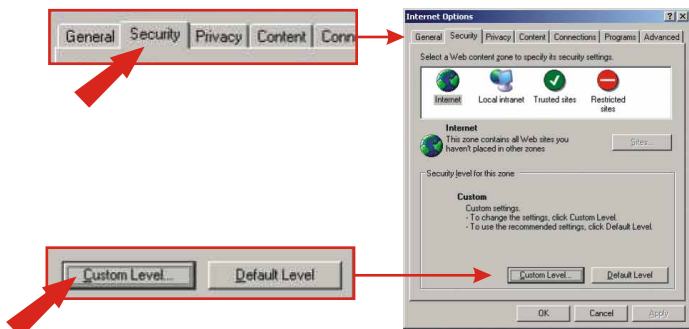 General Security Privacy Content Conn
Custom Level... Default Level
Internet Options
General Security Privacy Content Connections Programs Advanced
Select a Web content zone to specify its security settings.
Internet Local intranet Trusted sites Restricted
sites
Internet
This zone contains all Web sites you
haven't placed in other zones
Sites...
Security level for this zone
Custom
Custom settings.
- To change the settings, click Custom Level.
- To use the recommended settings, click Default Level.
Custom Level... Default Level
OK Cancel Apply